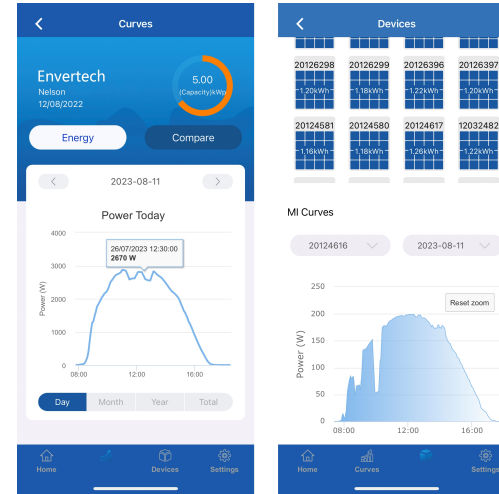 Curves
Envertech
Nelson
12/08/2022
5.00
(Capacity)kWp
Energy
Compare
2023-08-11
Power Today
4000
3000
2000
1000
0
Power (W)
26/07/2023 12:30:00
2670 W
08:00
12:00
16:00
Day
Month
Year
Total
Home
Devices
Settings
Devices
20126298
20126299
20126396
20126397
1.20kWh
1.18kWh
1.22kWh
1.20kWh
20124581
20124580
20124617
12032482
1.16kWh
1.18kWh
1.26kWh
1.22kWh
MI Curves
20124616
2023-08-11
250
200
150
100
50
0
Power (W)
Reset zoom
08:00
12:00
16:00
Home
Curves
Settings